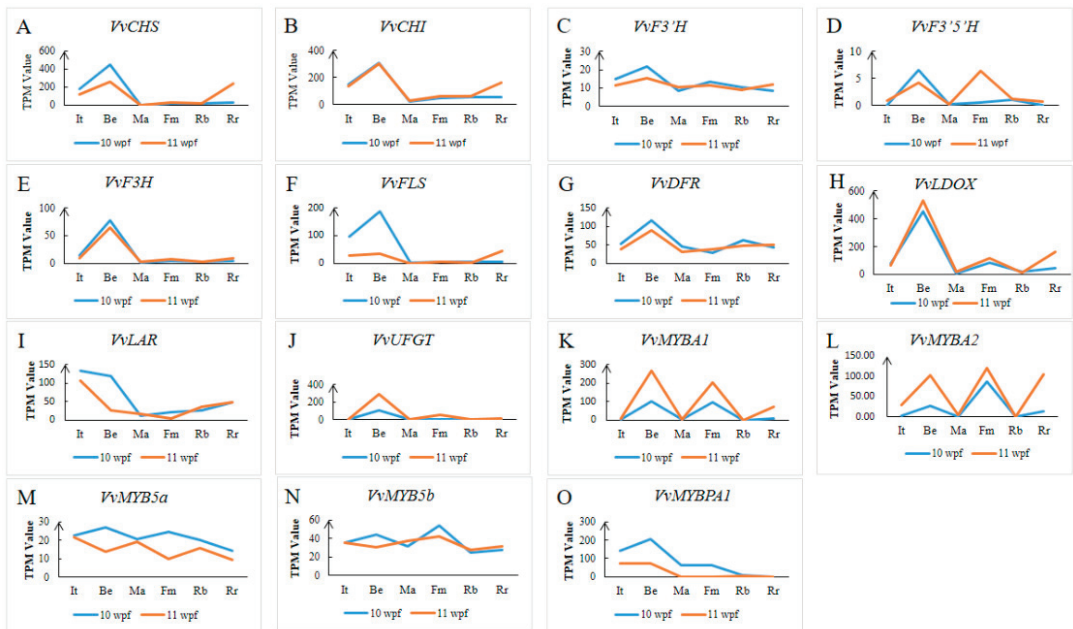 A VvCHS
TPM Value
600
400
200
0
It Be Ma Fm Rb Rr
10 wpf 11 wpf
B VvCHI
TPM Value
400
200
0
It Be Ma Fm Rb Rr
10 wpf 11 wpf
C VvF3'H
TPM Value
30
20
10
0
It Be Ma Fm Rb Rr
10 wpf 11 wpf
D VvF3'5'H
TPM Value
10
5
0
It Be Ma Fm Rb Rr
10 wpf 11 wpf
E VvF3H
TPM Value
100
50
0
It Be Ma Fm Rb Rr
10 wpf 11 wpf
F VvFLS
TPM Value
200
100
0
It Be Ma Fm Rb Rr
10 wpf 11 wpf
G VvDFR
TPM Value
150
100
50
0
It Be Ma Fm Rb Rr
10 wpf 11 wpf
H VvLDOX
TPM Value
600
400
200
0
It Be Ma Fm Rb Rr
10 wpf 11 wpf
I VvLAR
TPM Value
150
100
50
0
It Be Ma Fm Rb Rr
10 wpf 11 wpf
J VvUFGT
TPM Value
400
200
0
It Be Ma Fm Rb Rr
10 wpf 11 wpf
K VvMYBA1
TPM Value
300
200
100
0
It Be Ma Fm Rb Rr
10 wpf 11 wpf
L VvMYBA2
TPM Value
150.00
100.00
50.00
0.00
It Be Ma Fm Rb Rr
10 wpf 11 wpf
M VvMYB5a
TPM Value
30
20
10
0
It Be Ma Fm Rb Rr
10 wpf 11 wpf
N VvMYB5b
TPM Value
60
40
20
0
It Be Ma Fm Rb Rr
10 wpf 11 wpf
O VvMYBPA1
TPM Value
300
200
100
0
It Be Ma Fm Rb Rr
10 wpf 11 wpf